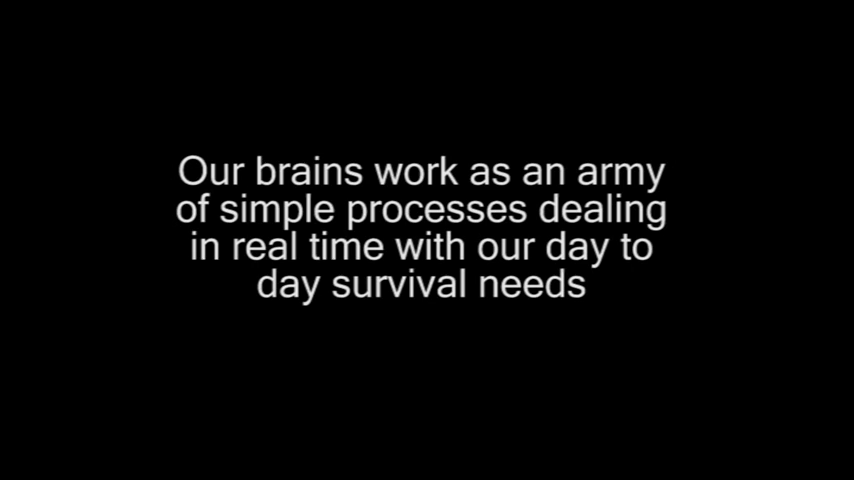 Our brains work as an army
of simple processes dealing
in real time with our day to
day survival needs